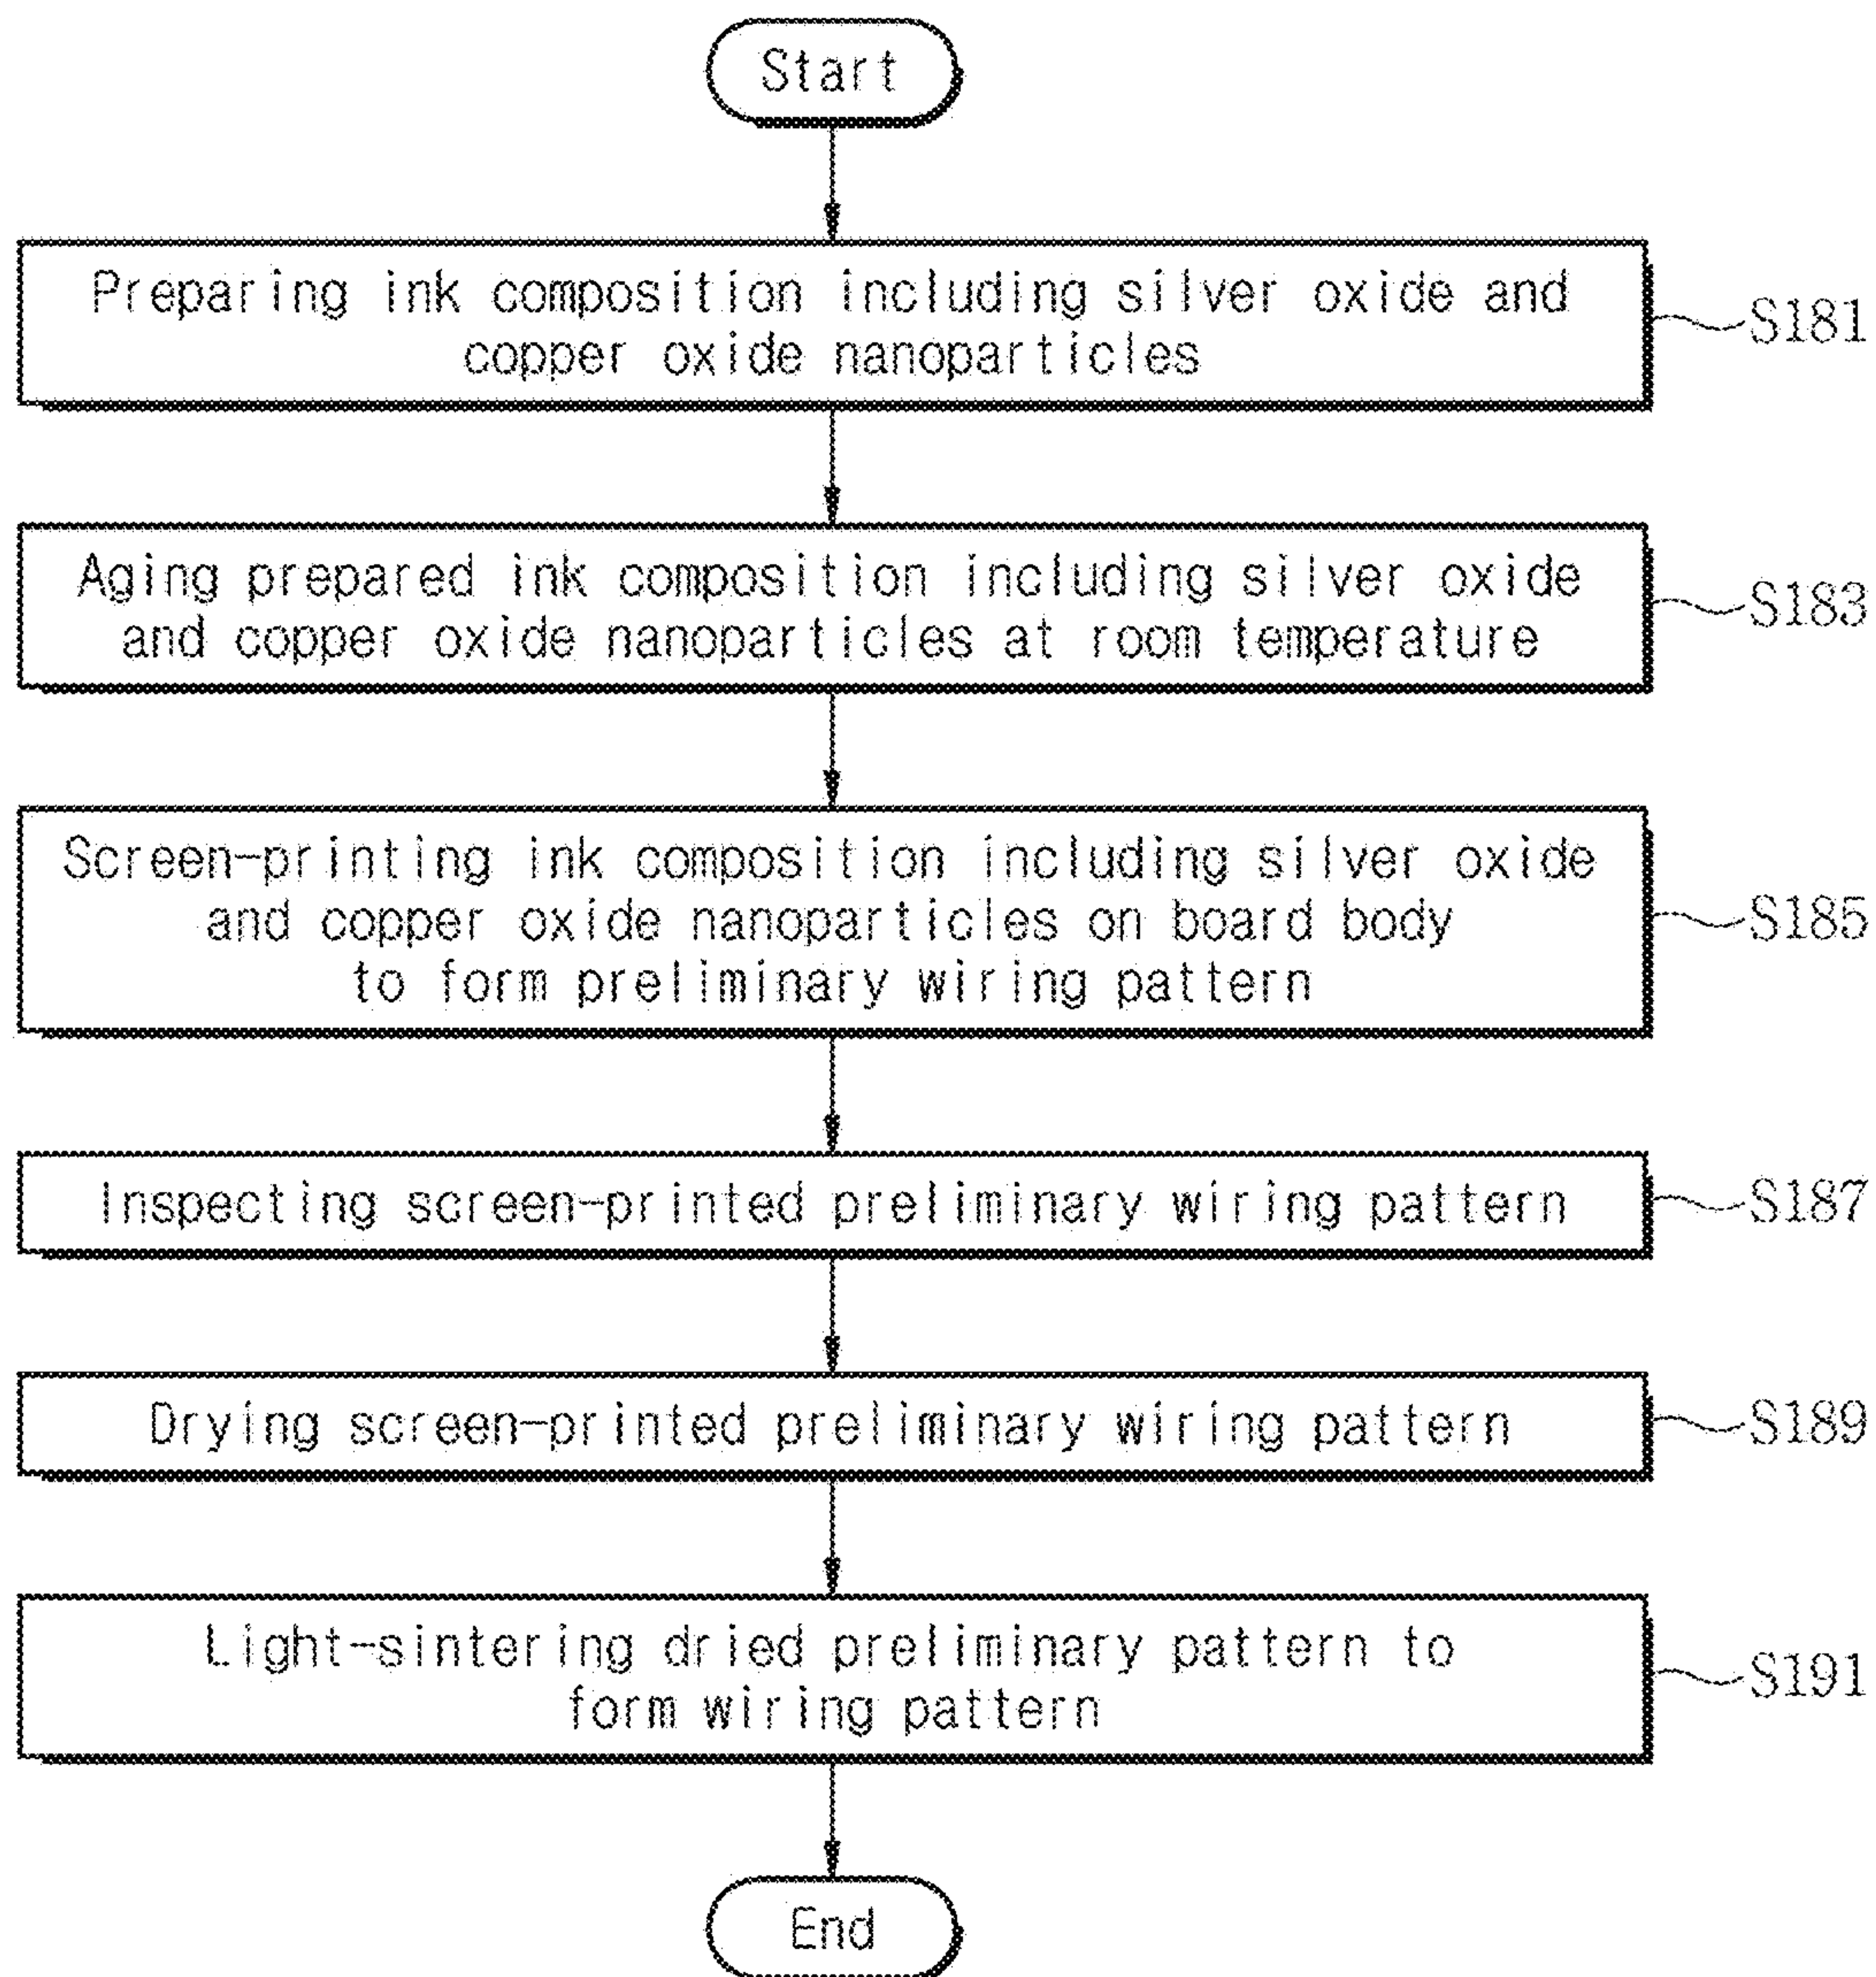 Start
Preparing ink composition including silver oxide and
copper oxide nanoparticles
S181
Aging prepared ink composition including silver oxide
and copper oxide nanoparticles at room temperature
S183
Screen-printing ink composition including silver oxide
and copper oxide nanoparticles on board body
to form preliminary wiring pattern
S185
Inspecting screen-printed preliminary wiring pattern
S187
Drying screen-printed preliminary wiring pattern
S189
Light-sintering dried preliminary pattern to
form wiring pattern
S191
End